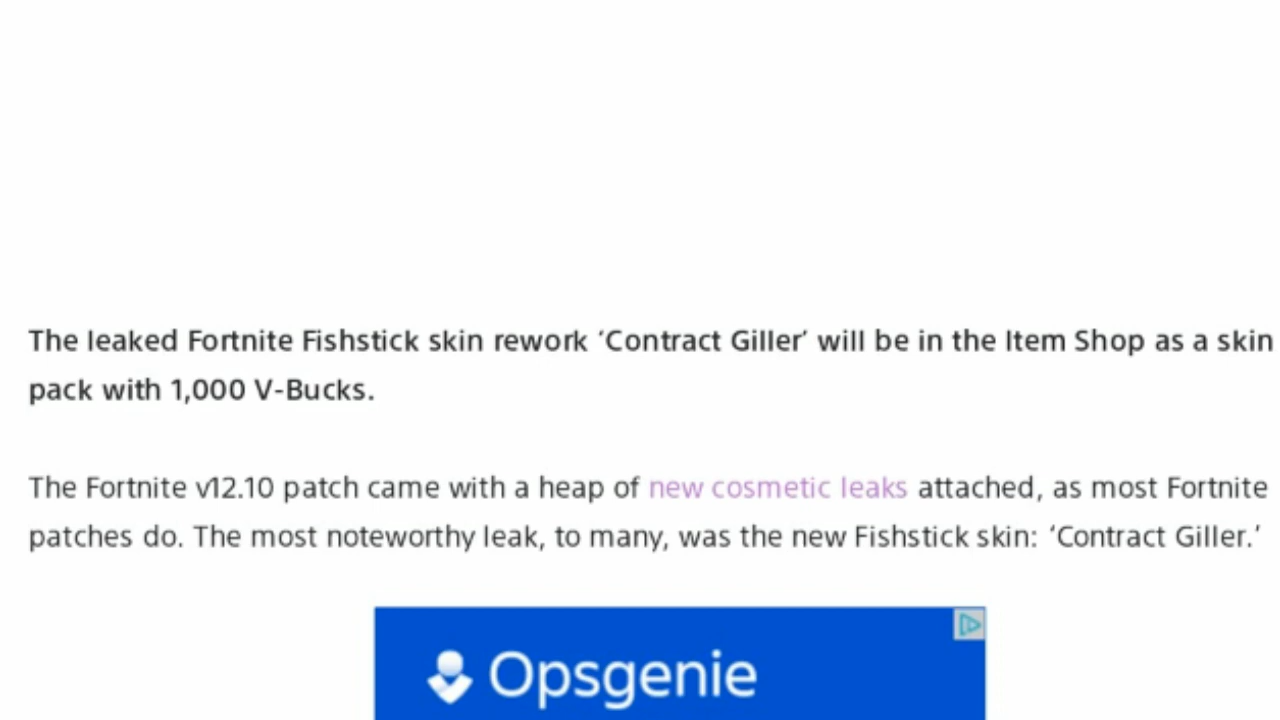 The leaked Fortnite Fishstick skin rework ‘Contract Giller’ will be in the Item Shop as a skin
pack with 1,000 V-Bucks.
The Fortnite v12.10 patch came with a heap of new cosmetic leaks attached, as most Fortnite
patches do. The most noteworthy leak, to many, was the new Fishstick skin: ‘Contract Giller.’
Opsgenie